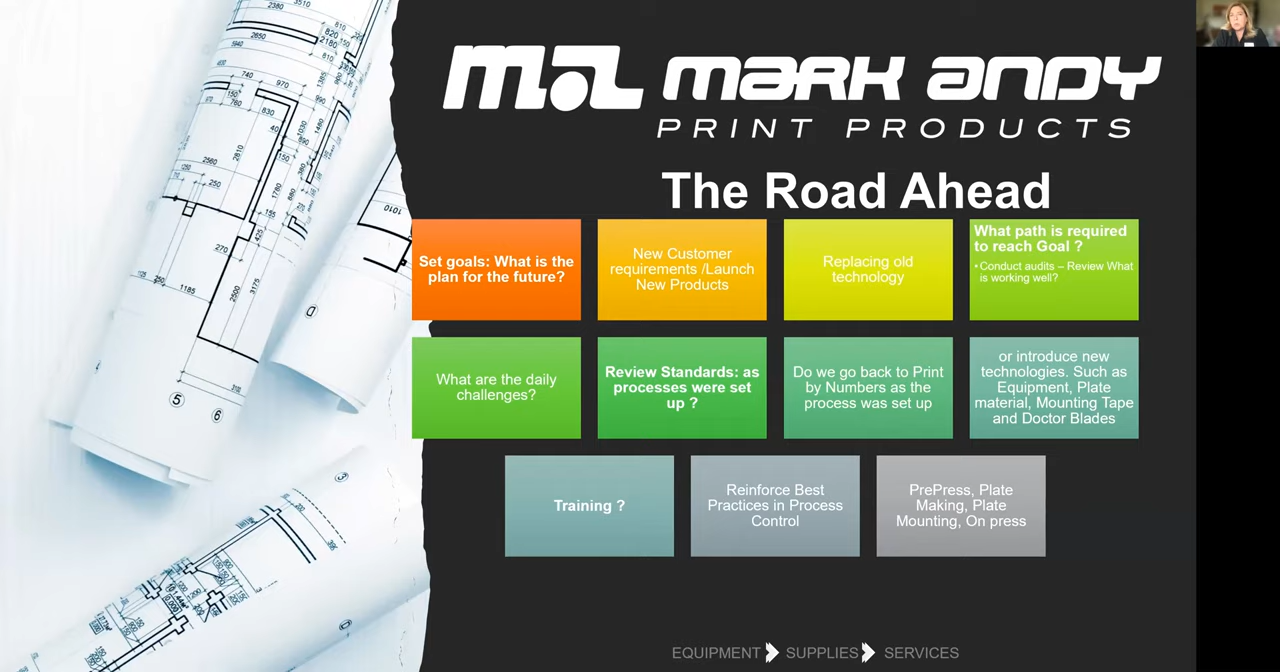 mark andy
PRINT PRODUCTS
The Road Ahead
Set goals: What is the
plan for the future?
New Customer
requirements /Launch
New Products
Replacing old
technology
What path is required
to reach Goal ?
• Conduct audits – Review What
is working well?
What are the daily
challenges?
Review Standards: as
processes were set
up ?
Do we go back to Print
by Numbers as the
process was set up
or introduce new
technologies. Such as
Equipment, Plate
material, Mounting Tape
and Doctor Blades
Training ?
Reinforce Best
Practices in Process
Control
PrePress, Plate
Making, Plate
Mounting, On press
EQUIPMENT SUPPLIES SERVICES